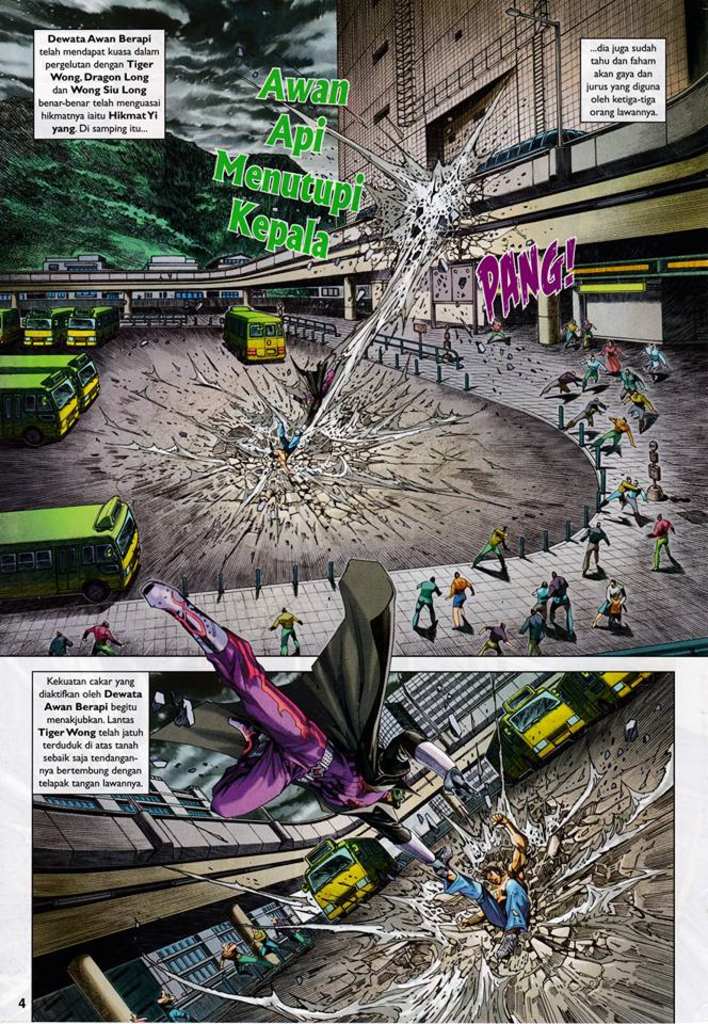 Dewata Awan Berapi
telah mendapat kuasa dalam
pergelutan dengan Tiger
Wong, Dragon Long
dan Wong Siu Long
benar-benar telah menguasai
hikmatnya iaitu Hikmat Yi
yang. Di samping itu...
...dia juga sudah
tahu dan faham
akan gaya dan
jurus yang diguna
oleh ketiga-tiga
orang lawannya.
Awan
Api
Menutupi
Kepala
PANG!
Kekuatan cakar yang
diaktifkan oleh Dewata
Awan Berapi begitu
menakjubkan. Lantas
Tiger Wong telah jatuh
terduduk di atas tanah
sebaik saja tendangan-
nya bertembung dengan
telapak tangan lawannya.
4